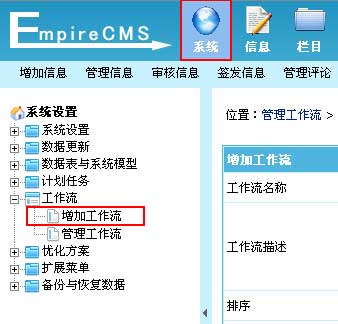 EmpireCMS
系统 信息 栏目
增加信息 管理信息 审核信息 签发信息 管理评论
系统设置
系统设置
数据更新
数据表与系统模型
计划任务
工作流
增加工作流
管理工作流
优化方案
扩展菜单
备份与恢复数据
位置：管理工作流 >
增加工作流
工作流名称
工作流描述
排序